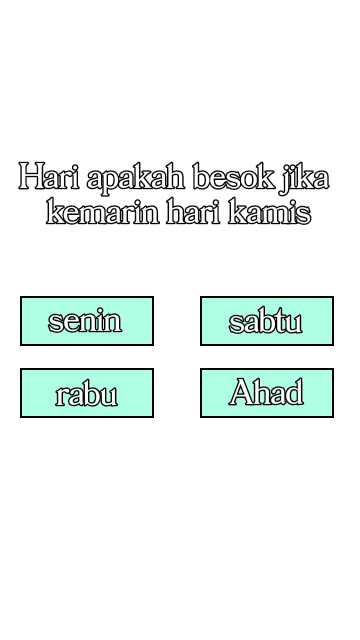 Hari apakah besok jika
kemarin hari kamis
senin
sabtu
rabu
Ahad